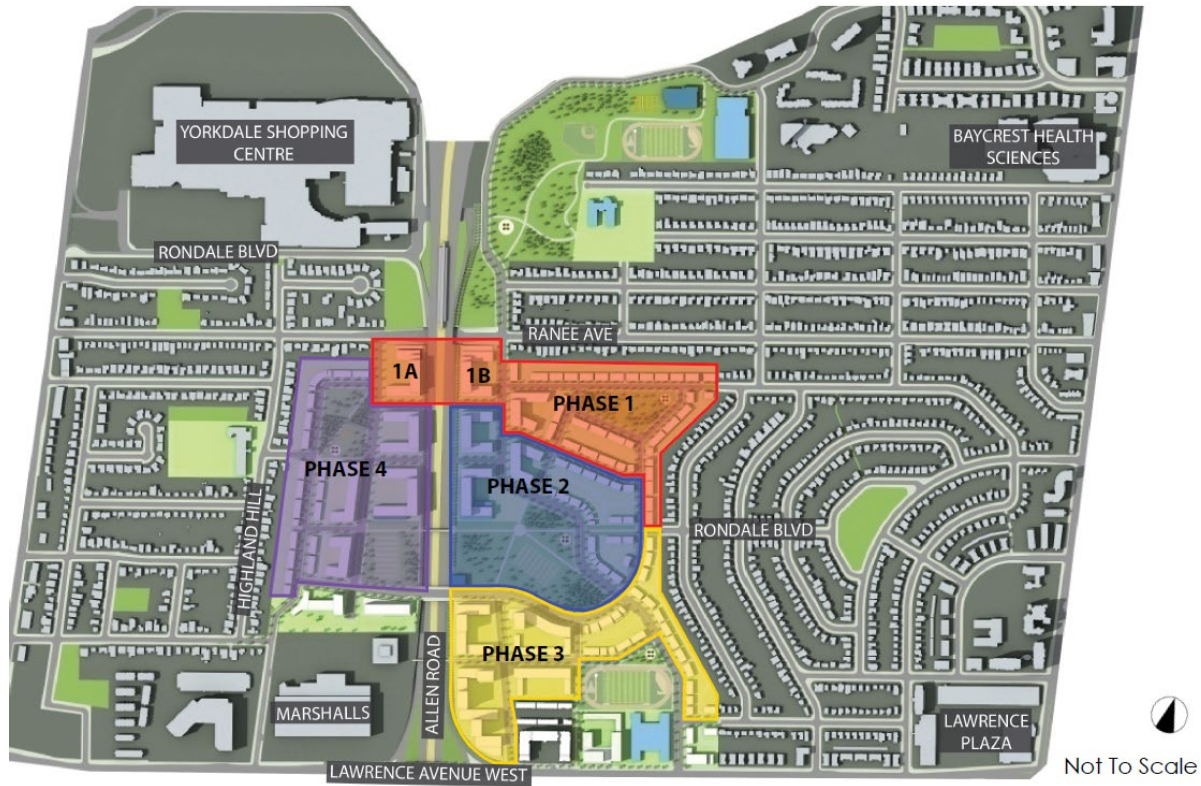 YORKDALE SHOPPING
CENTRE
BAYCREST HEALTH
SCIENCES
RONDALE BLVD
RANEE AVE
1A
1B
PHASE 1
PHASE 4
PHASE 2
HIGHLAND HILL
RONDALE BLVD
PHASE 3
ALLEN ROAD
MARSHALLS
LAWRENCE
PLAZA
LAWRENCE AVENUE WEST
Not To Scale